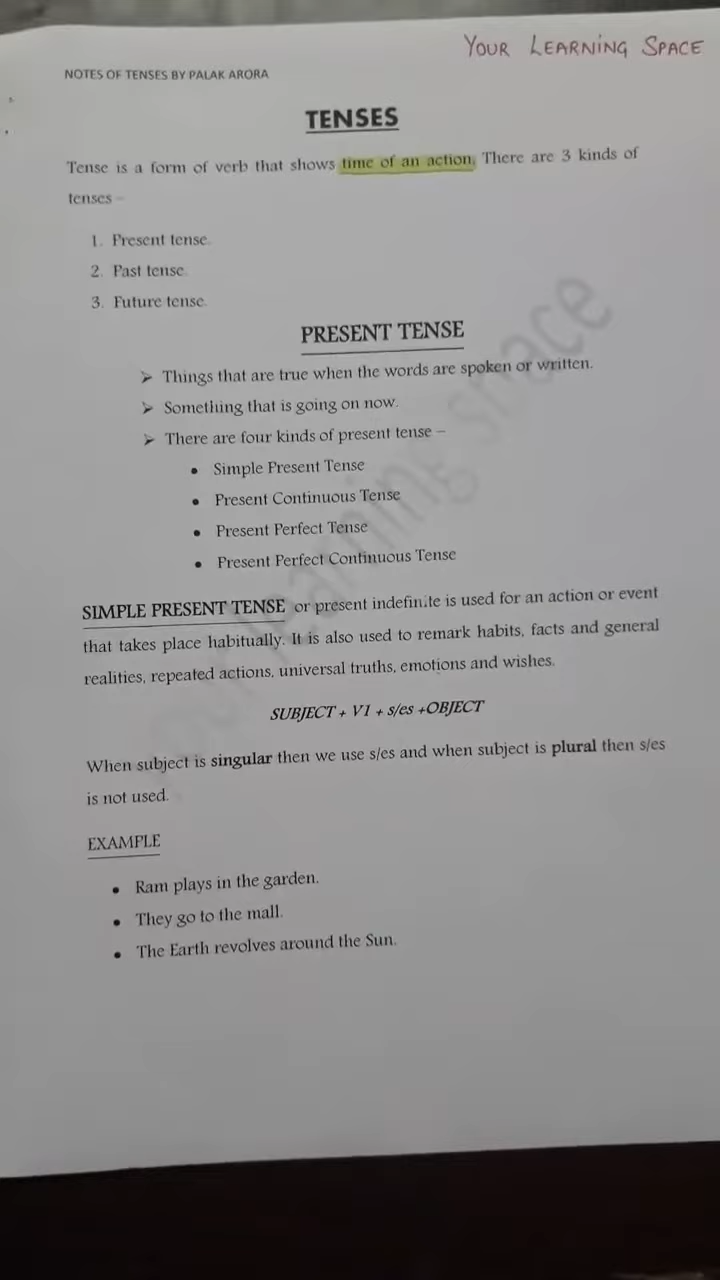 YOUR LEARNING SPACE
NOTES OF TENSES BY PALAK ARORA
TENSES
Tense is a form of verb that shows time of an action. There are 3 kinds of
tenses –
1. Present tense.
2. Past tense.
3. Future tense.
PRESENT TENSE
➢ Things that are true when the words are spoken or written.
➢ Something that is going on now.
➢ There are four kinds of present tense –
• Simple Present Tense
• Present Continuous Tense
• Present Perfect Tense
• Present Perfect Continuous Tense
SIMPLE PRESENT TENSE or present indefinite is used for an action or event
that takes place habitually. It is also used to remark habits, facts and general
realities, repeated actions, universal truths, emotions and wishes.
SUBJECT + V1 + s/es +OBJECT
When subject is singular then we use s/es and when subject is plural then s/es
is not used.
EXAMPLE
• Ram plays in the garden.
• They go to the mall.
• The Earth revolves around the Sun.
your learning space